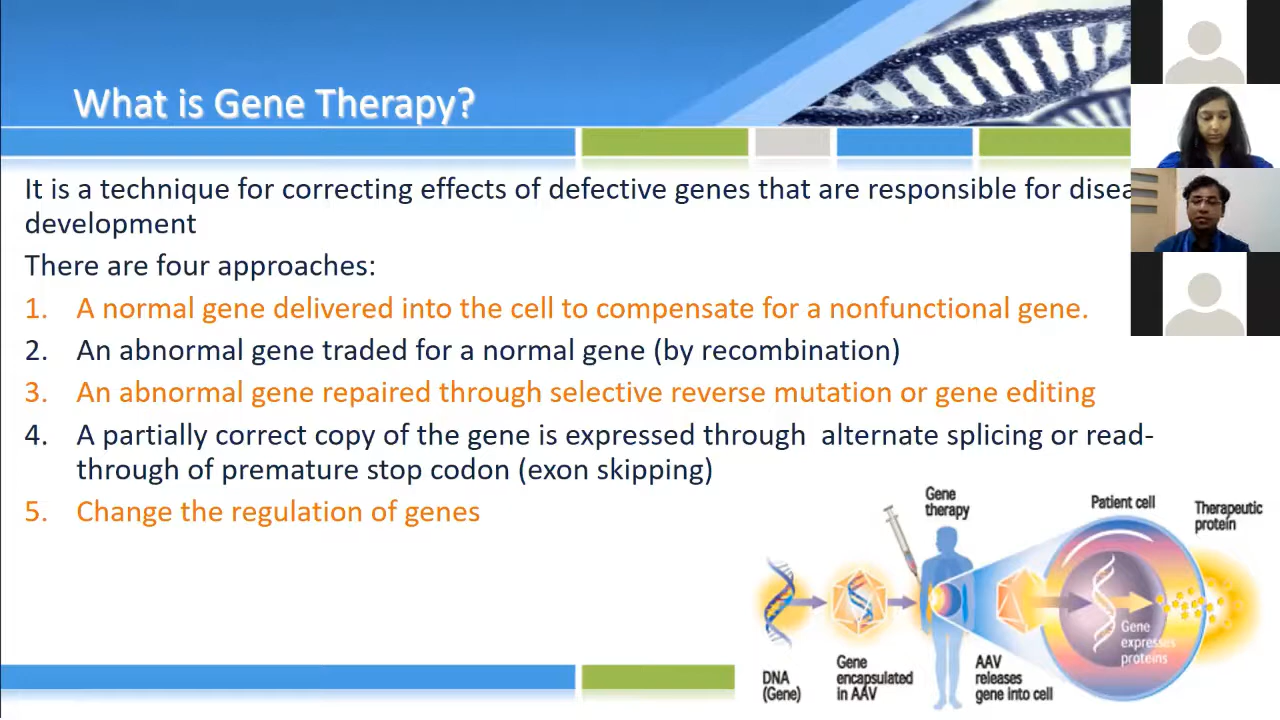 What is Gene Therapy?
It is a technique for correcting effects of defective genes that are responsible for
development
There are four approaches:
1. A normal gene delivered into the cell to compensate for a nonfunctional gene.
2. An abnormal gene traded for a normal gene (by recombination)
3. An abnormal gene repaired through selective reverse mutation or gene editing
4. A partially correct copy of the gene is expressed through alternate splicing or read-
through of premature stop codon (exon skipping)
5. Change the regulation of genes
Gene
therapy
Patient cell
Therapeutic
protein
Gene
expresses
proteins
DNA
(Gene)
Gene
encapsulated
in AAV
AAV
releases
gene into cell